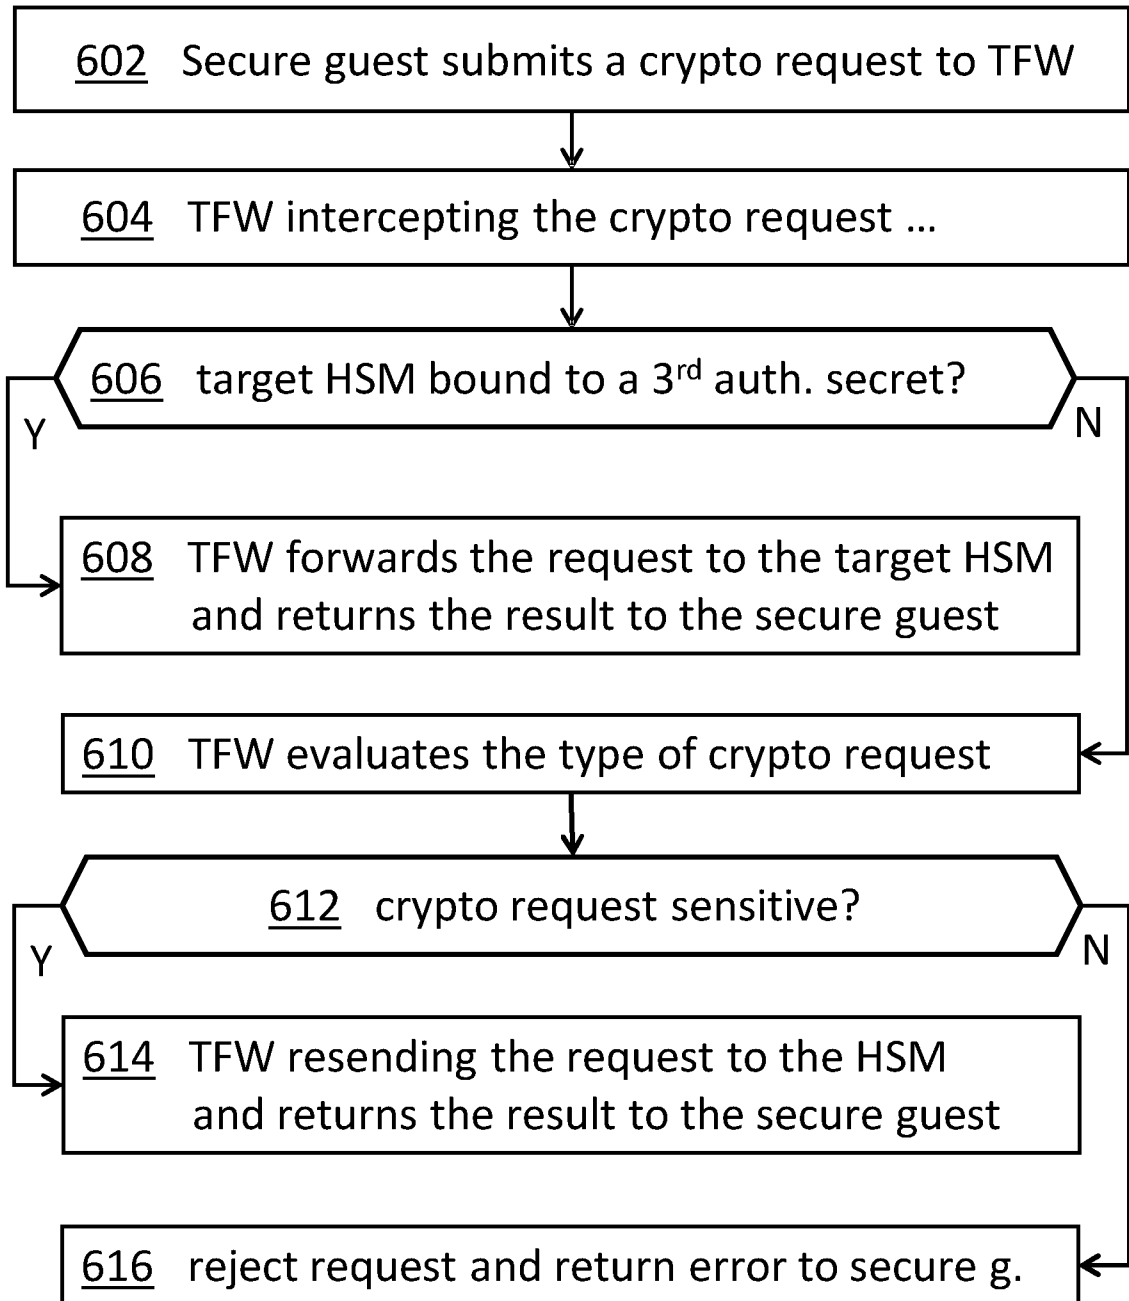 602 Secure guest submits a crypto request to TFW
604 TFW intercepting the crypto request ...
606 target HSM bound to a 3rd auth. secret?
Y
N
608 TFW forwards the request to the target HSM
and returns the result to the secure guest
610 TFW evaluates the type of crypto request
612 crypto request sensitive?
Y
N
614 TFW resending the request to the HSM
and returns the result to the secure guest
616 reject request and return error to secure g.